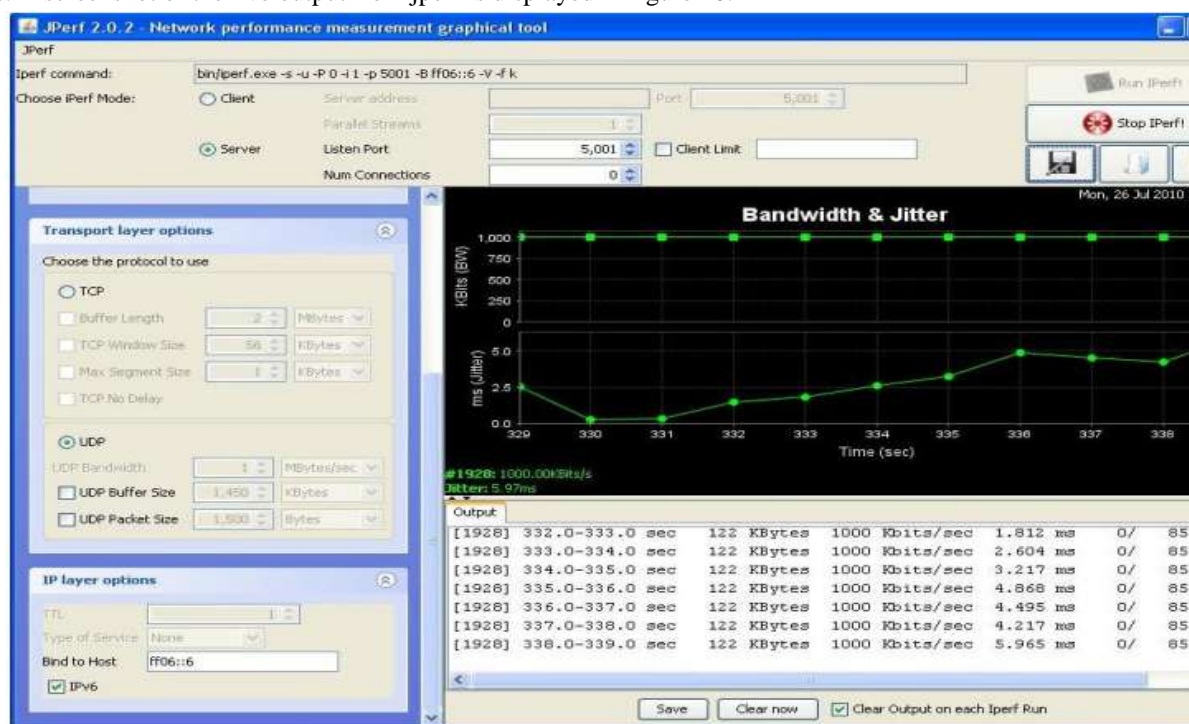 JPerf 2.0.2 - Network performance measurement graphical tool
JPerf
Iperf command: bin/iperf.exe -s -u -P 0 -i 1 -p 5001 -B ff06::6 -V -f k
Run IPerf!
Choose iPerf Mode: Client Server address Port 5,001
Parallel Streams 1
Stop IPerf!
Server Listen Port 5,001 Client Limit
Num Connections 0
Mon, 26 Jul 2010
Transport layer options
Choose the protocol to use
TCP
Buffer Length 2 MBytes
TCP Window Size 56 KBytes
Max Segment Size 1 KBytes
TCP No Delay
UDP
UDP Bandwidth 1 MBytes/sec
UDP Buffer Size 1,450 KBytes
UDP Packet Size 1,500 Bytes
IP layer options
TTL 1
Type of Service None
Bind to Host ff06::6
IPv6
Bandwidth & Jitter
KBits (BW)
1,000
750
500
250
0
ms (Jitter)
5.0
2.5
0.0
329 330 331 332 333 334 335 336 337 338
Time (sec)
#1928: 1000.00KBits/s
Jitter: 5.97ms
Output
[1928] 332.0-333.0 sec 122 KBytes 1000 Kbits/sec 1.812 ms 0/ 85
[1928] 333.0-334.0 sec 122 KBytes 1000 Kbits/sec 2.604 ms 0/ 85
[1928] 334.0-335.0 sec 122 KBytes 1000 Kbits/sec 3.217 ms 0/ 85
[1928] 335.0-336.0 sec 122 KBytes 1000 Kbits/sec 4.868 ms 0/ 85
[1928] 336.0-337.0 sec 122 KBytes 1000 Kbits/sec 4.495 ms 0/ 85
[1928] 337.0-338.0 sec 122 KBytes 1000 Kbits/sec 4.217 ms 0/ 85
[1928] 338.0-339.0 sec 122 KBytes 1000 Kbits/sec 5.965 ms 0/ 85
Save Clear now Clear Output on each Iperf Run